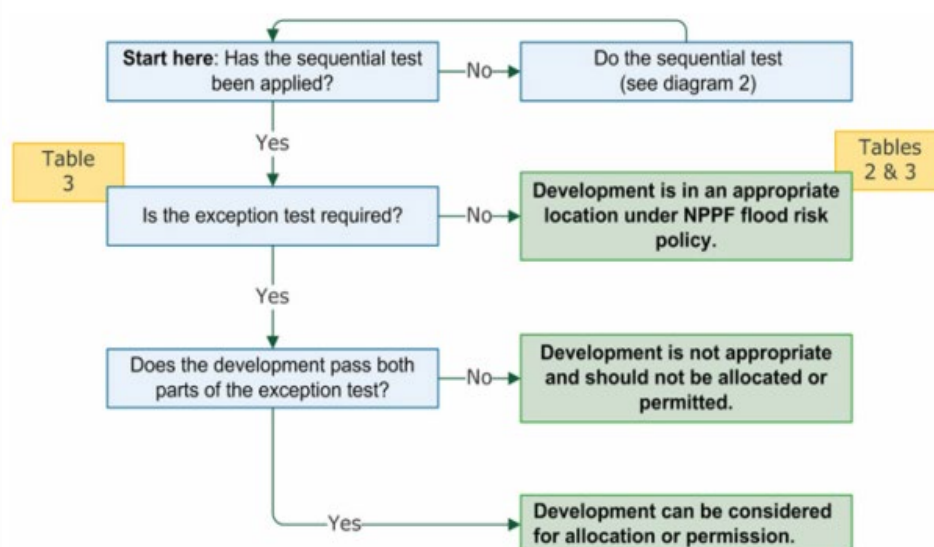 Start here: Has the sequential test
been applied?
No
Do the sequential test
(see diagram 2)
Yes
Table
3
Tables
2 & 3
Is the exception test required?
No
Development is in an appropriate
location under NPPF flood risk
policy.
Yes
Does the development pass both
parts of the exception test?
No
Development is not appropriate
and should not be allocated or
permitted.
Yes
Development can be considered
for allocation or permission.